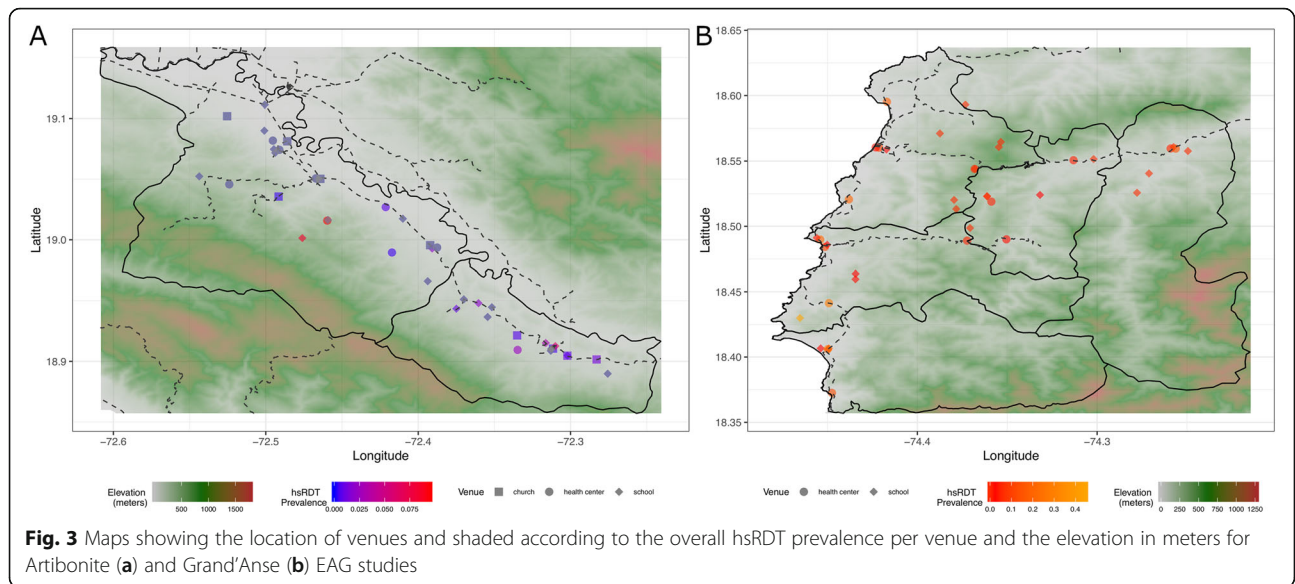 A
B
19.1
19.0
18.9
Latitude
−72.6
−72.5
−72.4
−72.3
Longitude
Elevation
(meters)
500
1000
1500
hsRDT
Prevalence
0.000
0.025
0.050
0.075
Venue
church
health center
school
18.65
18.60
18.55
18.50
18.45
18.40
18.35
Latitude
−74.4
−74.3
Longitude
Venue
health center
school
hsRDT
Prevalence
0.0
0.1
0.2
0.3
0.4
Elevation
(meters)
0
250
500
750
1000
1250
Fig. 3 Maps showing the location of venues and shaded according to the overall hsRDT prevalence per venue and the elevation in meters for
Artibonite (a) and Grand’Anse (b) EAG studies